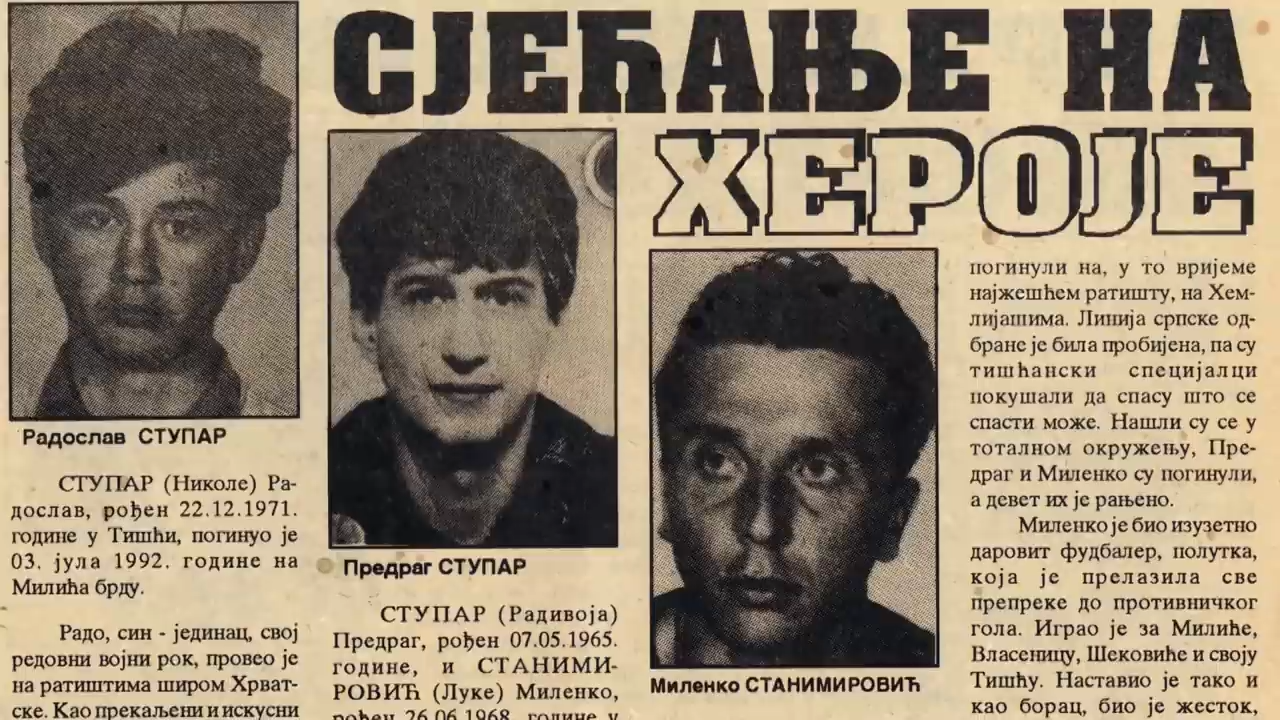 СЈЕЋАЊЕ НА
ХЕРОЈЕ
Радослав СТУПАР
СТУПАР (Николе) Ра-
дослав, рођен 22.12.1971.
године у Тишћи, погинуо је
03. јула 1992. године на
Милића брду.
Радо, син - јединац, свој
редовни војни рок, провео је
на ратиштима широм Хрват-
ске. Као прекаљени и искусни
Предраг СТУПАР
СТУПАР (Радивоја)
Предраг, рођен 07.05.1965.
године, и СТАНИМИ-
РОВИЋ (Луке) Миленко,
рођен 26.06.1968. године у
Миленко СТАНИМИРОВИЋ
погинули на, у то вријеме
најжешћем ратишту, на Хем-
лијашима. Линија српске од-
бране је била пробијена, па су
тишћански специјалци
покушали да спасу што се
спасти може. Нашли су се у
тоталном окружењу, Пре-
драг и Миленко су погинули,
а девет их је рањено.
Миленко је био изузетно
даровит фудбалер, полутка,
која је прелазила све
препреке до противничког
гола. Играо је за Милиће,
Власеницу, Шековиће и своју
Тишћу. Наставио је тако и
као борац, био је жесток,